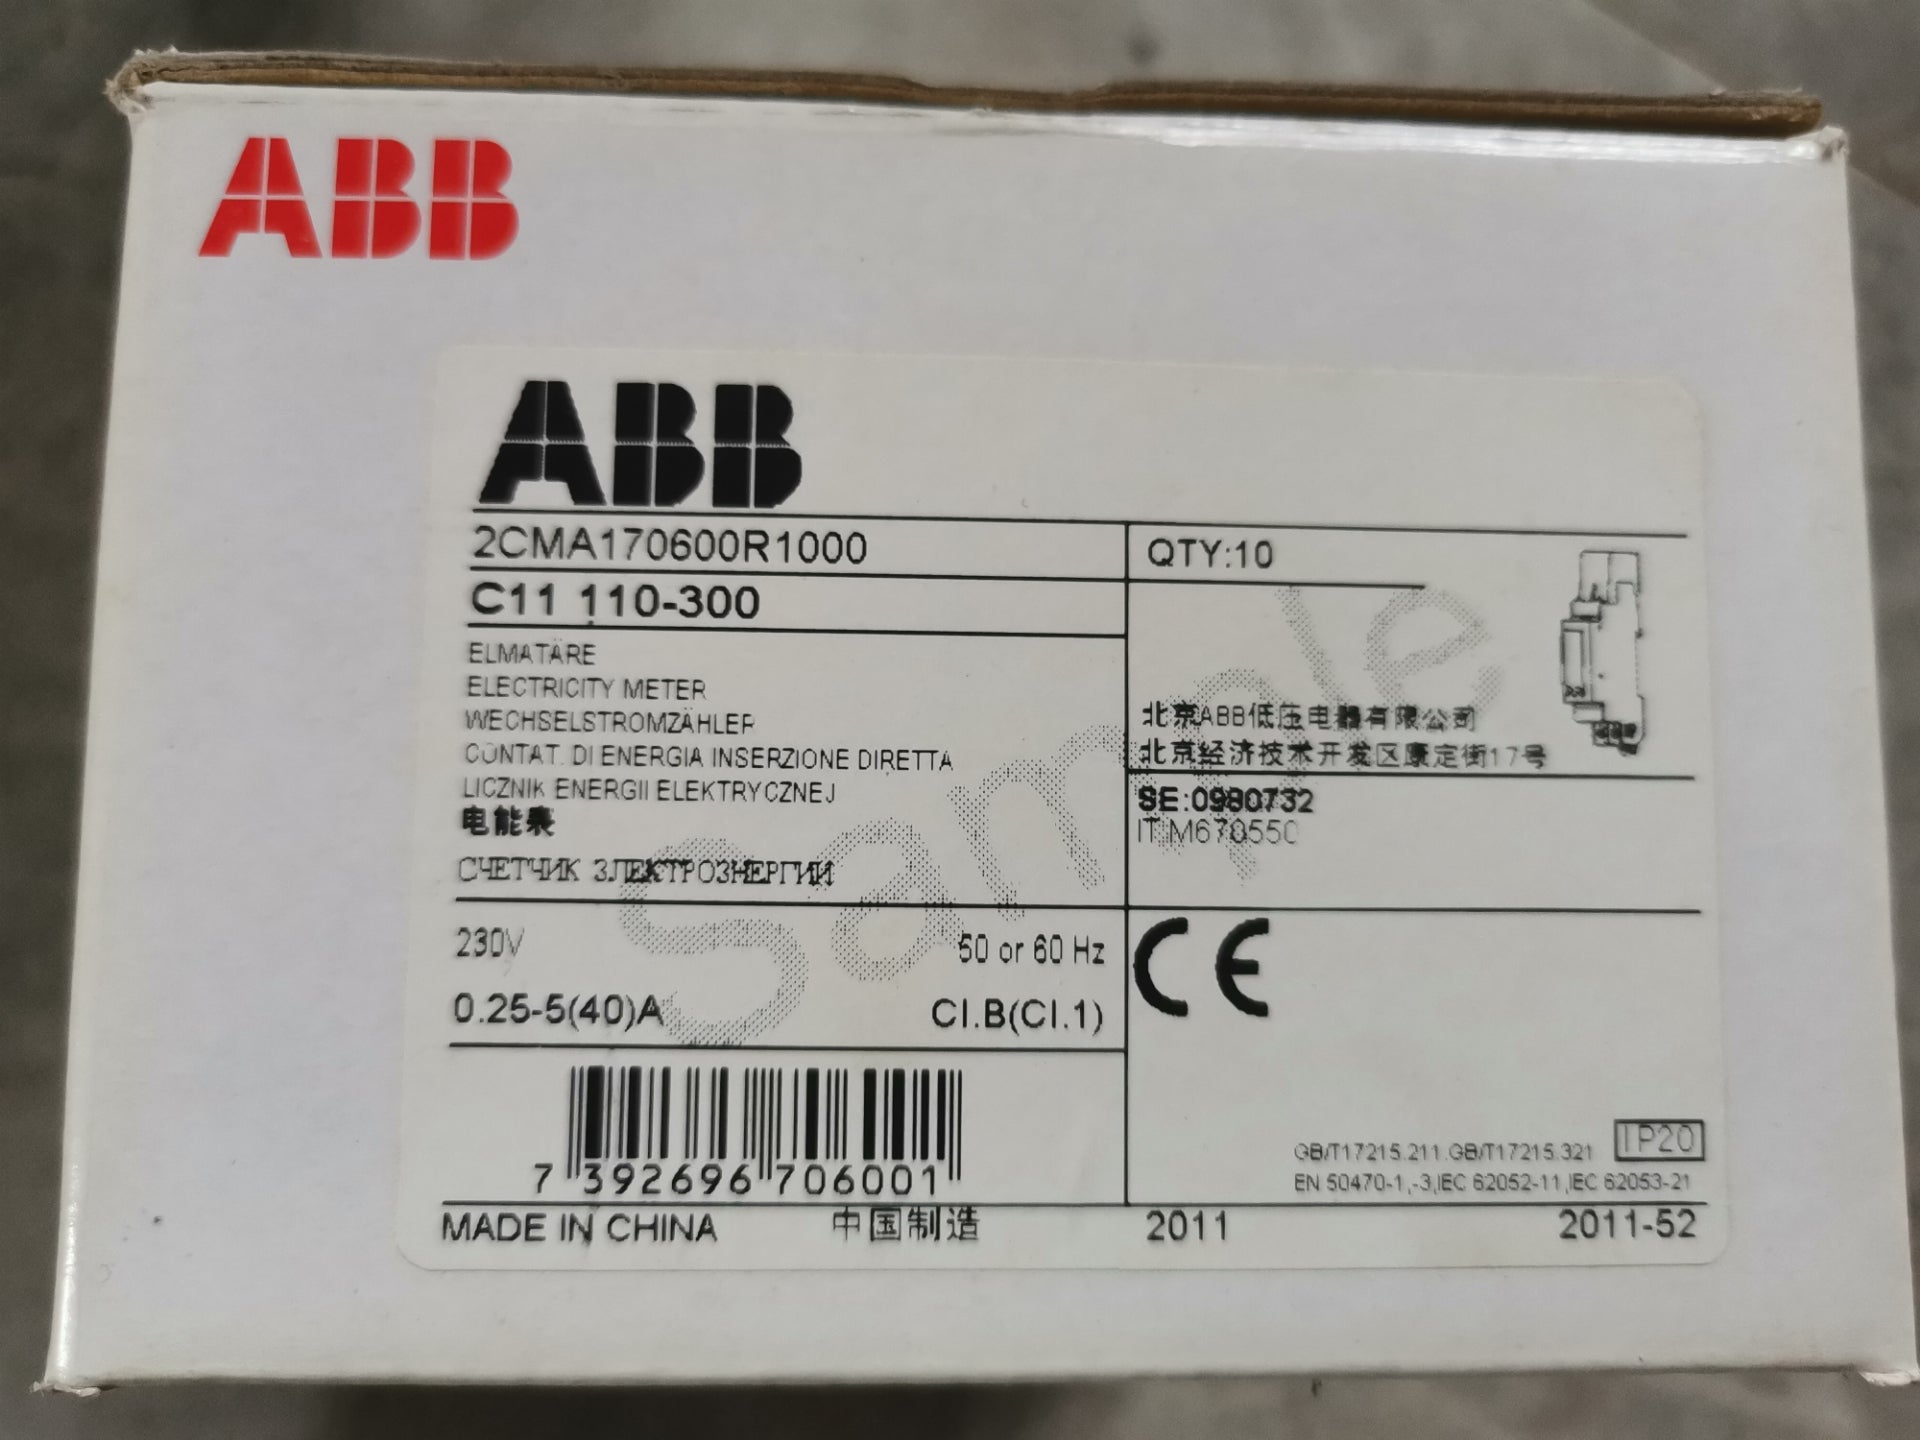 ABB
ABB
2CMA170600R1000
QTY:10
C11 110-300
ELMÄTARE
ELECTRICITY METER
WECHSELSTROMZÄHLER
CONTAT. DI ENERGIA INSERZIONE DIRETTA
LICZNIK ENERGII ELEKTRYCZNEJ
电能表
СЧЕТЧИК ЗЛЕКТРОЗНЕРГИИ
Sample
北京ABB低压电器有限公司
北京经济技术开发区康定街17号
SE:0980732
IT:M670550
230V
50 or 60 Hz
0.25-5(40)A
Cl.B(Cl.1)
CE
7 392696 706001
IP20
GB/T17215.211.GB/T17215.321
EN 50470-1,-3,IEC 62052-11,IEC 62053-21
MADE IN CHINA
中国制造
2011
2011-52